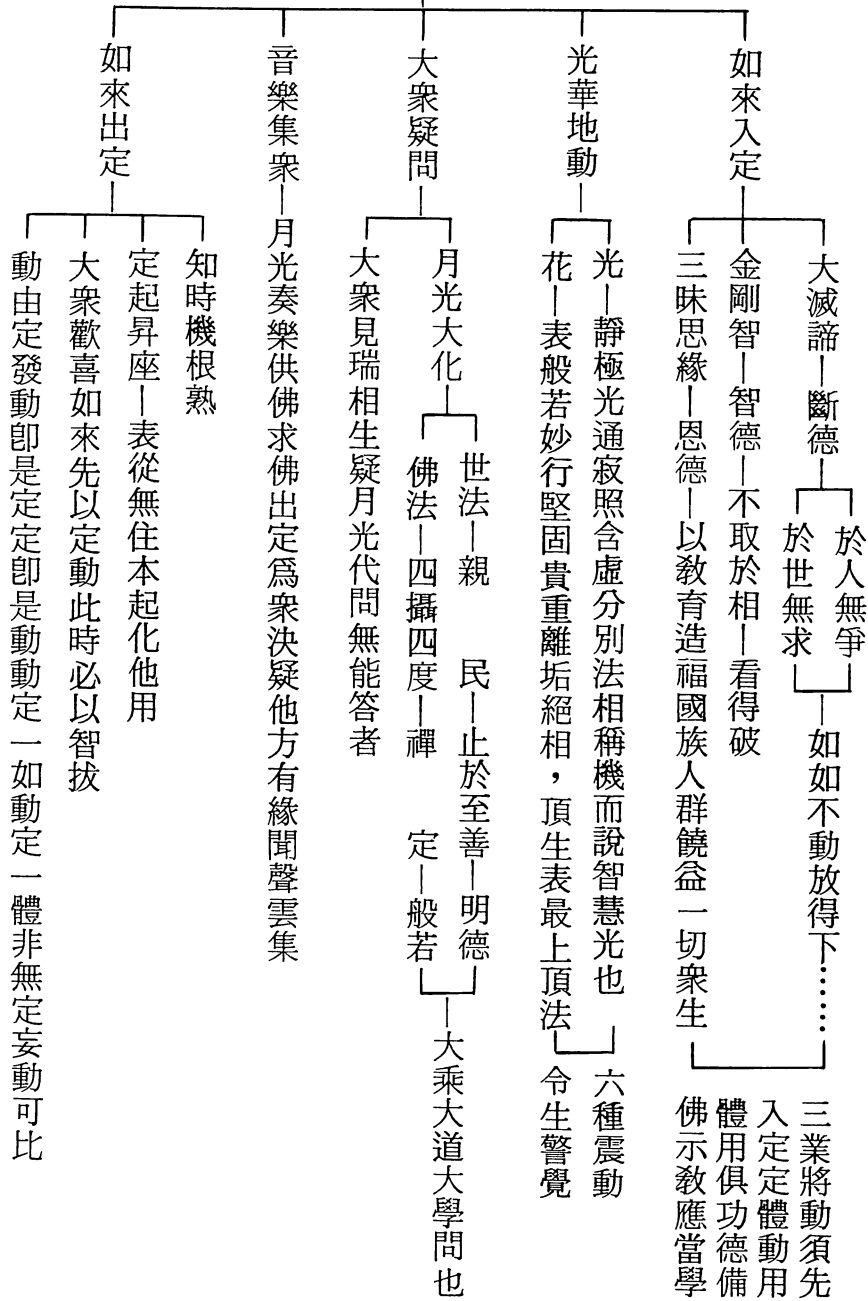 如來入定
大滅諦—斷德
於人無爭
於世無求
如如不動放得下……
金剛智—智德—不取於相—看得破
三昧思緣—恩德—以教育造福國族人群饒益一切衆生
三業將動須先
入定定體動用
體用俱功德備
佛示教應當學
光華地動
光—靜極光通寂照含虛分別法相稱機而說智慧光也
花—表般若妙行堅固貴重離垢絕相，頂生表最上頂法
六種震動
令生警覺
大衆疑問
月光大化
世法—親民—止於至善—明德
佛法—四攝四度—禪定—般若
大乘大道大學問也
大衆見瑞相生疑月光代問無能答者
音樂集衆—月光奏樂供佛求佛出定爲衆決疑他方有緣聞聲雲集
如來出定
知時機根熟
定起昇座—表從無住本起化他用
大衆歡喜如來先以定動此時必以智拔
動由定發動卽是定定卽是動動定一如動定一體非無定妄動可比